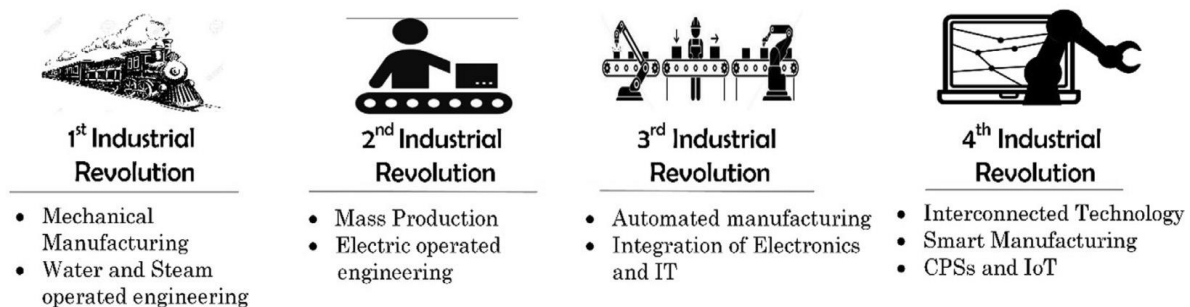 1st Industrial
Revolution
• Mechanical
Manufacturing
• Water and Steam
operated engineering
2nd Industrial
Revolution
• Mass Production
• Electric operated
engineering
3rd Industrial
Revolution
• Automated manufacturing
• Integration of Electronics
and IT
4th Industrial
Revolution
• Interconnected Technology
• Smart Manufacturing
• CPSs and IoT